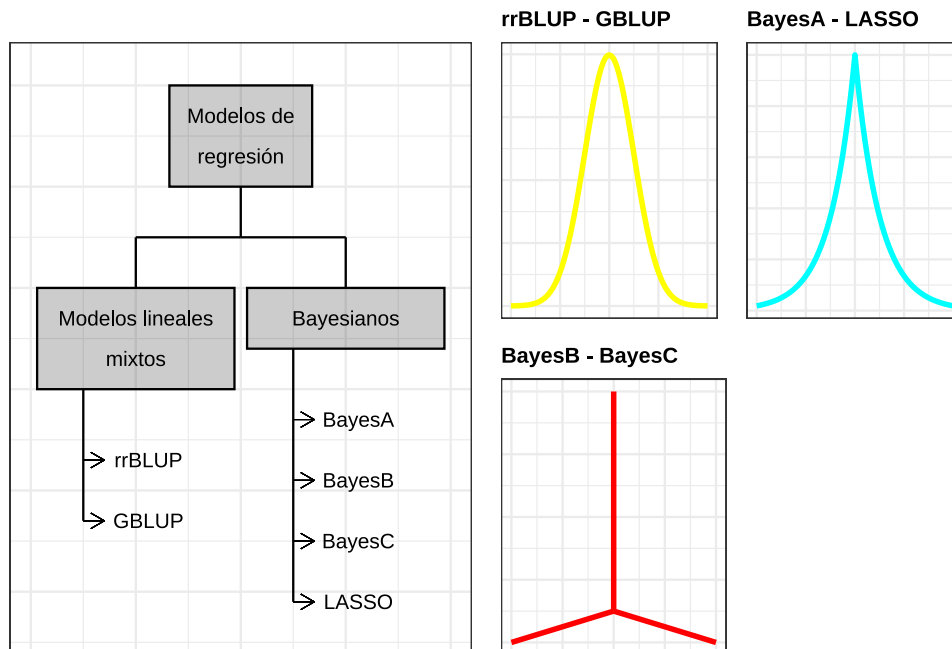 rrBLUP - GBLUP
BayesA - LASSO
Modelos de
regresión
Modelos lineales
mixtos
Bayesianos
BayesA
rrBLUP
BayesB
GBLUP
BayesC
LASSO
BayesB - BayesC